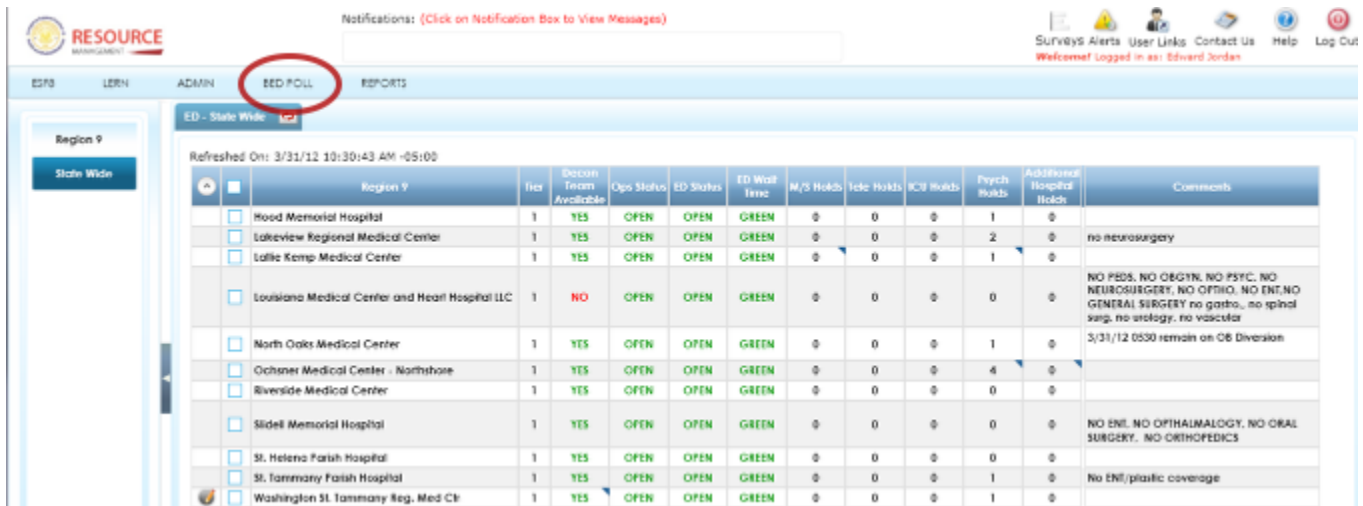 Notifications: (Click on Notification Box to View Messages)
RESOURCE
MANAGEMENT
Surveys Alerts User Links Contact Us Help Log Out
Welcome! Logged in as: Edward Jordan
ESF8 LERN ADMIN BED POLL REPORTS
ED - State Wide
Region 9
State Wide
Refreshed On: 3/31/12 10:30:43 AM -05:00
Region 9 Tier Decon Team Available Ops Status ED Status ED Wait Time M/S Holds Tele Holds ICU Holds Psych Holds Additional Hospital Holds Comments
Hood Memorial Hospital 1 YES OPEN OPEN GREEN 0 0 0 1 0
Lakeview Regional Medical Center 1 YES OPEN OPEN GREEN 0 0 0 2 0 no neurosurgery
Lallie Kemp Medical Center 1 YES OPEN OPEN GREEN 0 0 0 1 0
Louisiana Medical Center and Heart Hospital LLC 1 NO OPEN OPEN GREEN 0 0 0 0 0
NO PEDS, NO OBGYN, NO PSYC, NO
NEUROSURGERY, NO OPTHO, NO ENT,NO
GENERAL SURGERY no gastro., no spinal
surg, no urology, no vascular
North Oaks Medical Center 1 YES OPEN OPEN GREEN 0 0 0 1 0 3/31/12 0530 remain on OB Diversion
Ochsner Medical Center - Northshore 1 YES OPEN OPEN GREEN 0 0 0 4 0
Riverside Medical Center 1 YES OPEN OPEN GREEN 0 0 0 0 0
Slidell Memorial Hospital 1 YES OPEN OPEN GREEN 0 0 0 0 0
NO ENT, NO OPTHALMALOGY, NO ORAL
SURGERY, NO ORTHOPEDICS
St. Helena Parish Hospital 1 YES OPEN OPEN GREEN 0 0 0 0 0
St. Tammany Parish Hospital 1 YES OPEN OPEN GREEN 0 0 0 1 0 No ENT/plastic coverage
Washington St. Tammany Reg. Med Ctr 1 YES OPEN OPEN GREEN 0 0 0 1 0